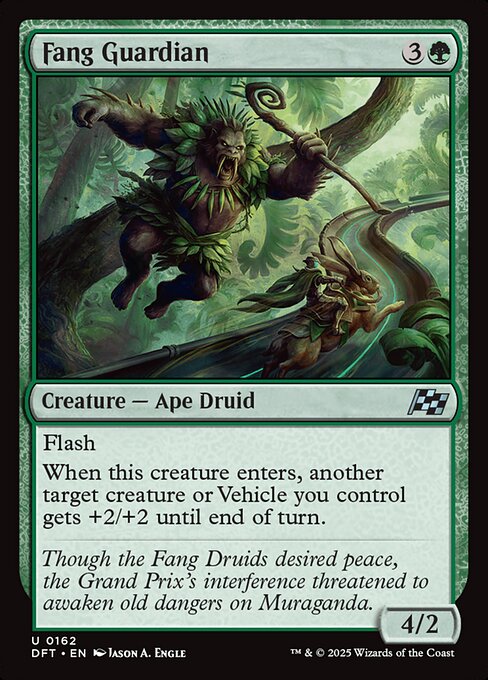 Fang Guardian 3
Creature — Ape Druid
Flash
When this creature enters, another
target creature or Vehicle you control
gets +2/+2 until end of turn.
Though the Fang Druids desired peace,
the Grand Prix's interference threatened to
awaken old dangers on Muraganda.
4/2
U 0162
DFT • EN Jason A. Engle
™ & © 2025 Wizards of the Coast